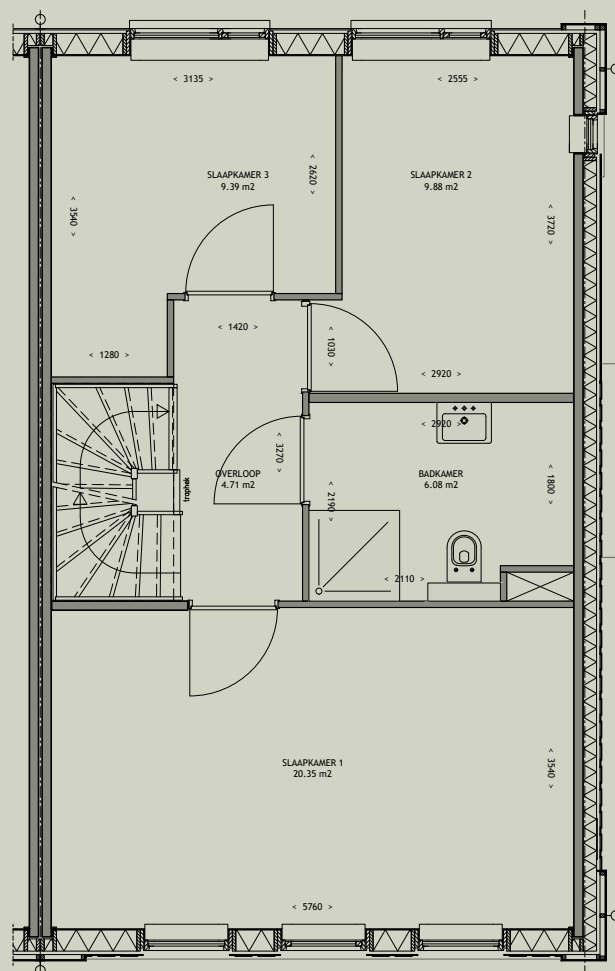 < 3135 >
< 2555 >
SLAAPKAMER 3
9.39 m2
< 2620 >
SLAAPKAMER 2
9.88 m2
< 3540 >
< 3720 >
< 1420 >
< 1030 >
< 1280 >
< 2920 >
< 2920 >
< 3270 >
OVERLOOP
4.71 m2
BADKAMER
6.08 m2
< 1800 >
traphek
< 2190 >
< 2110 >
SLAAPKAMER 1
20.35 m2
< 3540 >
< 5760 >